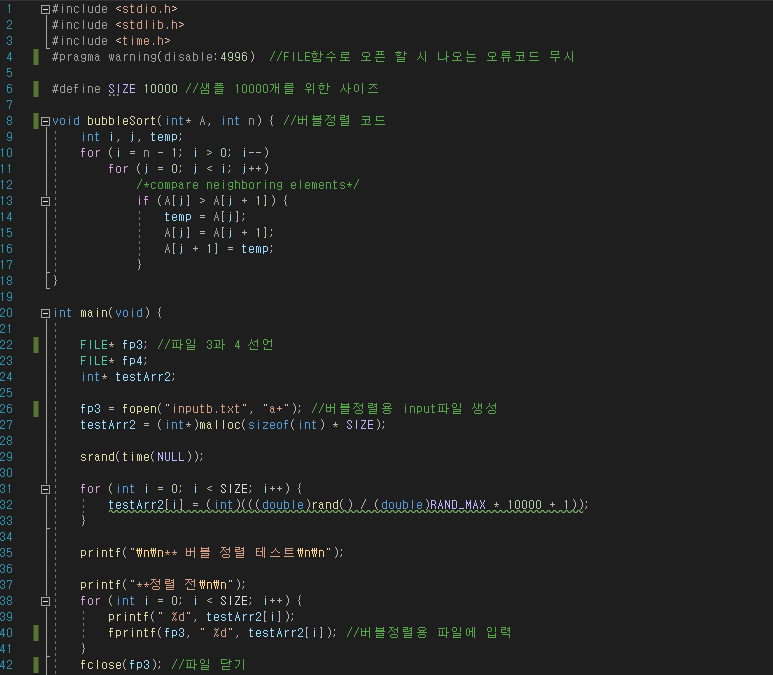 1 #include <stdio.h>
2 #include <stdlib.h>
3 #include <time.h>
4 #pragma warning(disable:4996) //FILE함수로 오픈 할 시 나오는 오류코드 무시
5
6 #define SIZE 10000 //샘플 10000개를 위한 사이즈
7
8 void bubbleSort(int* A, int n) { //버블정렬 코드
9 int i, j, temp;
10 for (i = n - 1; i > 0; i--)
11 for (j = 0; j < i; j++)
12 /*compare neighboring elements*/
13 if (A[j] > A[j + 1]) {
14 temp = A[j];
15 A[j] = A[j + 1];
16 A[j + 1] = temp;
17 }
18 }
19
20 int main(void) {
21
22 FILE* fp3; //파일 3과 4 선언
23 FILE* fp4;
24 int* testArr2;
25
26 fp3 = fopen("inputb.txt", "a+"); //버블정렬용 input파일 생성
27 testArr2 = (int*)malloc(sizeof(int) * SIZE);
28
29 srand(time(NULL));
30
31 for (int i = 0; i < SIZE; i++) {
32 testArr2[i] = (int)(((double)rand() / (double)RAND_MAX * 10000 + 1));
33 }
34
35 printf("₩n₩n** 버블 정렬 테스트₩n₩n");
36
37 printf("**정렬 전₩n₩n");
38 for (int i = 0; i < SIZE; i++) {
39 printf(" %d", testArr2[i]);
40 fprintf(fp3, " %d", testArr2[i]); //버블정렬용 파일에 입력
41 }
42 fclose(fp3); //파일 닫기